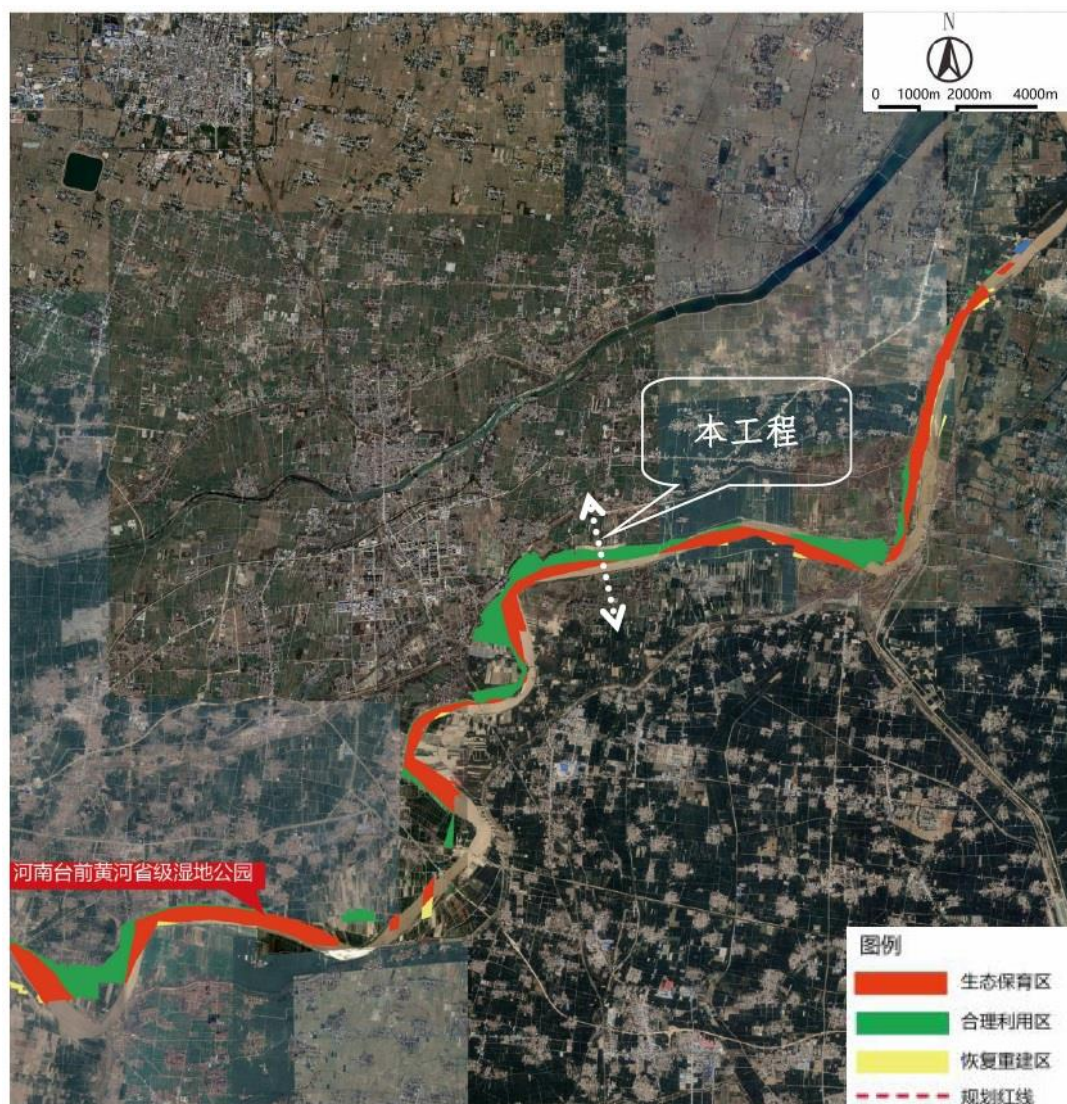 N
0 1000m 2000m 4000m
本工程
河南台前黄河省级湿地公园
图例
生态保育区
合理利用区
恢复重建区
规划红线